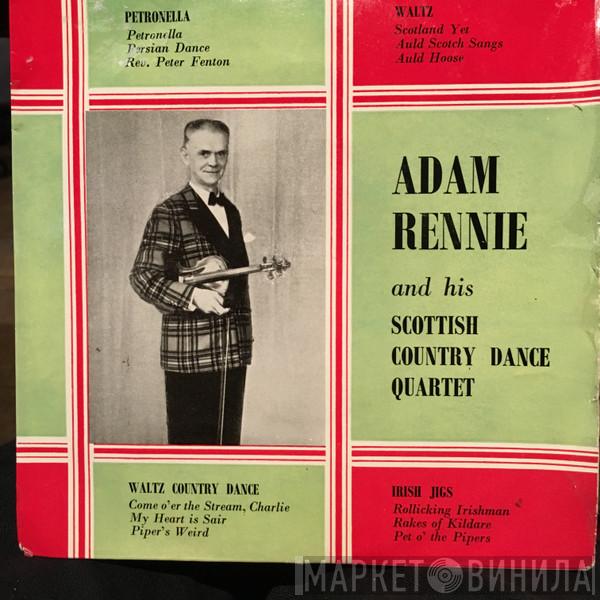 PETRONELLA
Petronella
Persian Dance
Rev. Peter Fenton
WALTZ
Scotland Yet
Auld Scotch Sangs
Auld Hoose
ADAM
RENNIE
and his
SCOTTISH
COUNTRY DANCE
QUARTET
WALTZ COUNTRY DANCE
Come o'er the Stream, Charlie
My Heart is Sair
Piper's Weird
IRISH JIGS
Rollicking Irishman
Rakes of Kildare
Pet o' the Pipers
МАРКЕТ ВИНИЛА